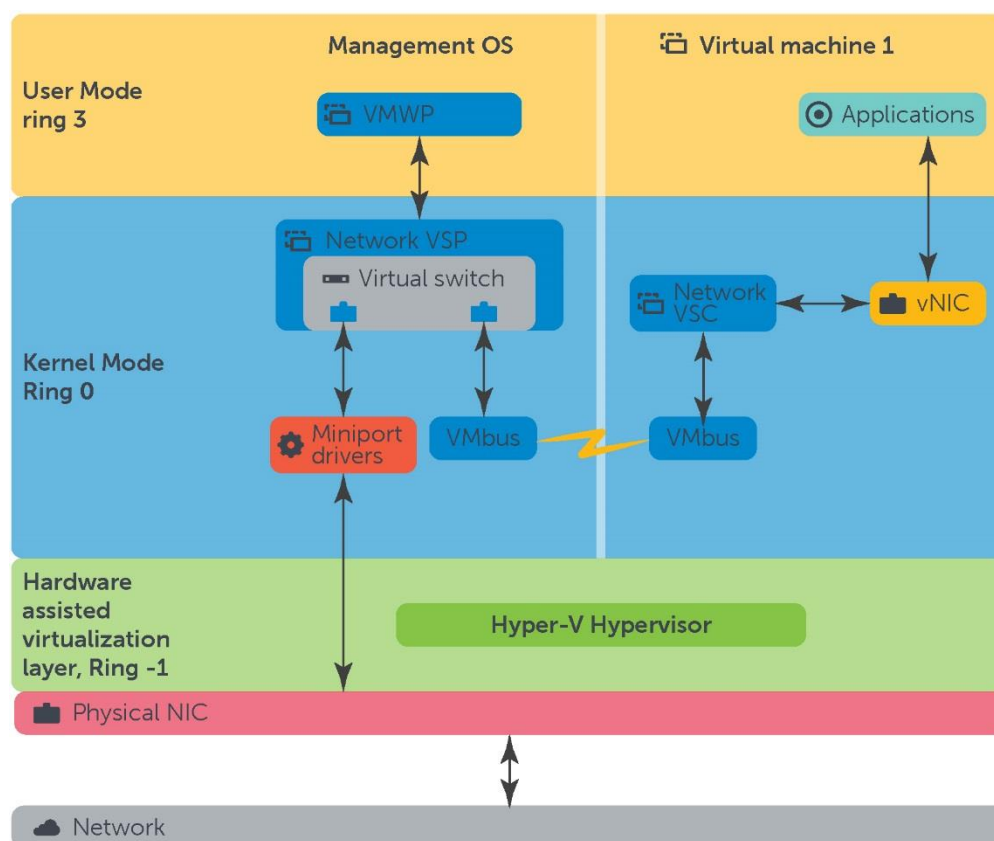 Management OS
Virtual machine 1
User Mode
ring 3
VMWP
Applications
Network VSP
Virtual switch
Network
VSC
vNIC
Kernel Mode
Ring 0
Miniport
drivers
VMbus
VMbus
Hardware
assisted
virtualization
layer, Ring -1
Hyper-V Hypervisor
Physical NIC
Network